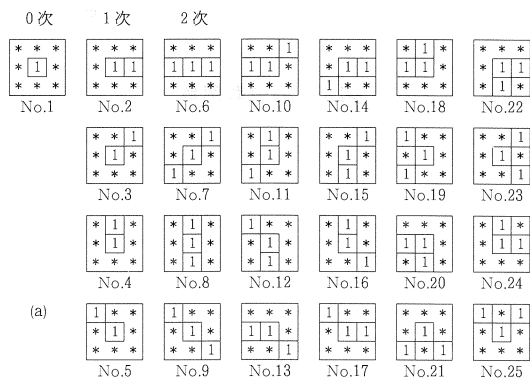 0次 1次 2次
* * * * * * * * * * * 1 * * * * 1 * * * *
* 1 * * 1 1 1 1 1 1 1 * * 1 1 1 1 * * 1 1
* * * * * * * * * * * * 1 * * * * * * 1 *
No.1 No.2 No.6 No.10 No.14 No.18 No.22
* * 1 * * 1 * 1 * * * 1 1 * * * * 1
* 1 * * 1 * * 1 * * 1 * * 1 * * 1 *
* * * 1 * * 1 * * * 1 * 1 * * * * 1
No.3 No.7 No.11 No.15 No.19 No.23
* 1 * * 1 * 1 * * * 1 * * * * * 1 *
* 1 * * 1 * * 1 * * 1 * 1 1 * * 1 1
* * * * 1 * * 1 * * * 1 * 1 * * * *
No.4 No.8 No.12 No.16 No.20 No.24
(a) 1 * * 1 * * * * * 1 * * * * * 1 * 1
* 1 * * 1 * 1 1 * * 1 1 * 1 * * 1 *
* * * * * 1 * * 1 * * * 1 * 1 * * *
No.5 No.9 No.13 No.17 No.21 No.25